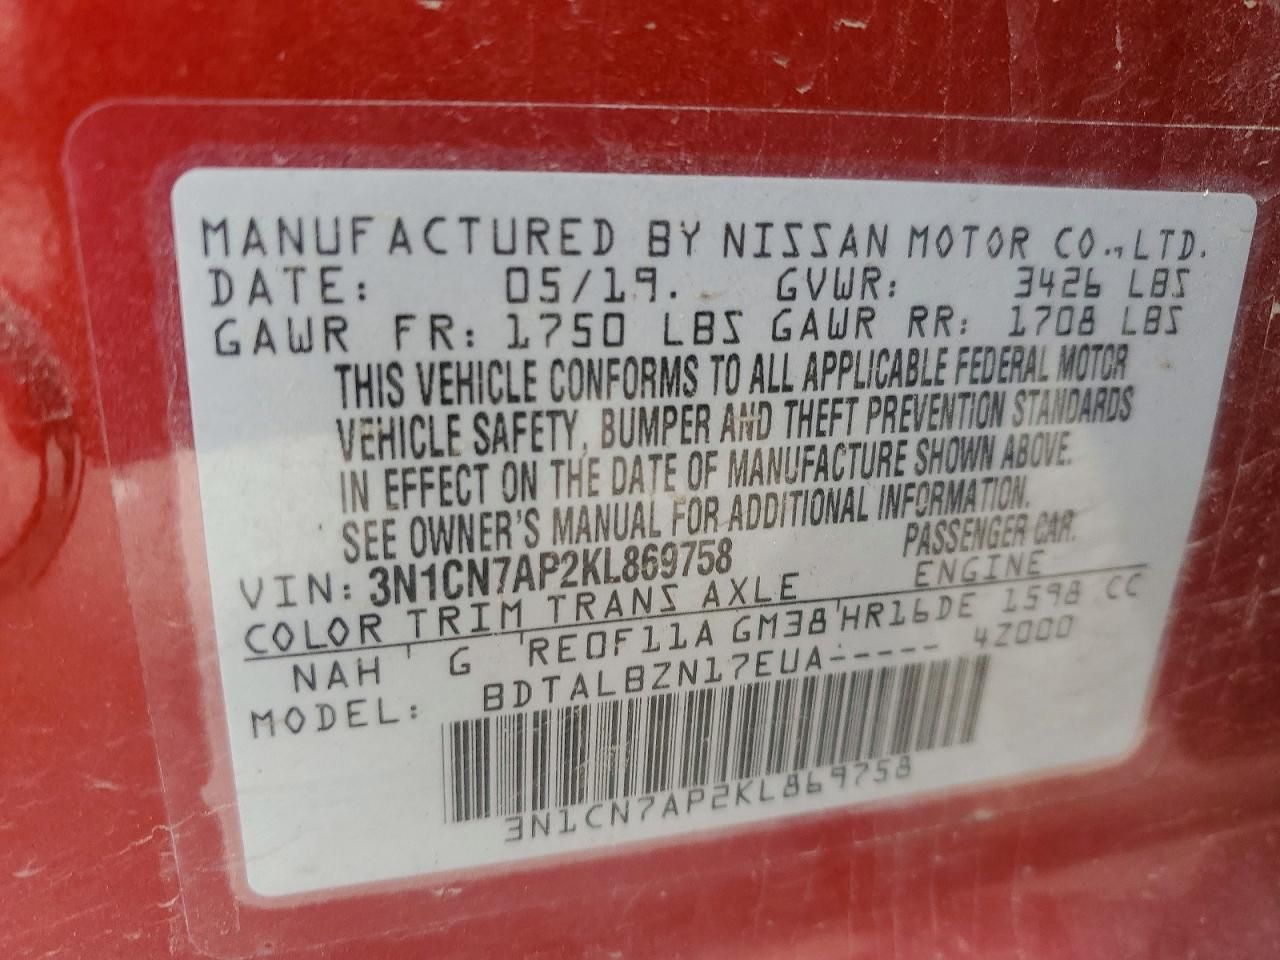 MANUFACTURED BY NISSAN MOTOR CO.,LTD.
DATE: 05/19. GVWR: 3426 LBS
GAWR FR: 1750 LBS GAWR RR: 1708 LBS
THIS VEHICLE CONFORMS TO ALL APPLICABLE FEDERAL MOTOR
VEHICLE SAFETY, BUMPER AND THEFT PREVENTION STANDARDS
IN EFFECT ON THE DATE OF MANUFACTURE SHOWN ABOVE.
SEE OWNER'S MANUAL FOR ADDITIONAL INFORMATION.
VIN: 3N1CN7AP2KL869758 PASSENGER CAR.
COLOR TRIM TRANS AXLE ENGINE
NAH G RE0F11A GM38 HR16DE 1598 CC
MODEL: BDTALBZN17EUA------ 4Z000
3N1CN7AP2KL869758